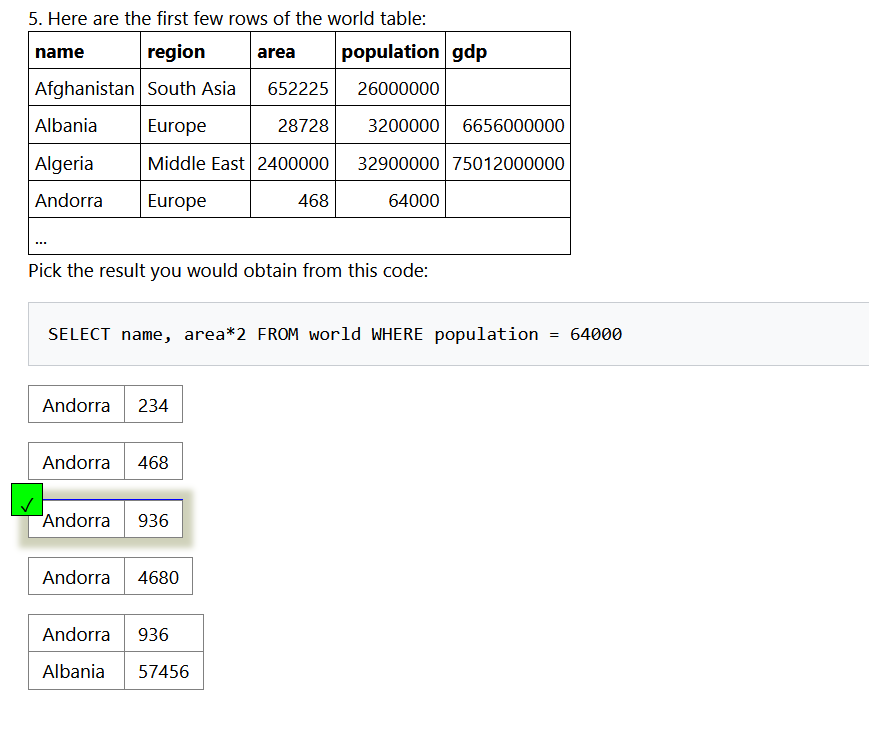 5. Here are the first few rows of the world table:
name region area population gdp
Afghanistan South Asia 652225 26000000
Albania Europe 28728 3200000 6656000000
Algeria Middle East 2400000 32900000 75012000000
Andorra Europe 468 64000
...
Pick the result you would obtain from this code:
SELECT name, area*2 FROM world WHERE population = 64000
Andorra 234
Andorra 468
✓
Andorra 936
Andorra 4680
Andorra 936
Albania 57456